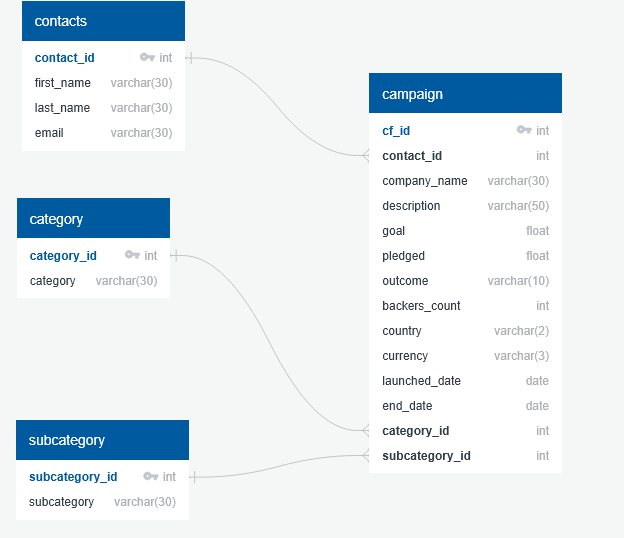 contacts
contact_id int
first_name varchar(30)
last_name varchar(30)
email varchar(30)
category
category_id int
category varchar(30)
subcategory
subcategory_id int
subcategory varchar(30)
campaign
cf_id int
contact_id int
company_name varchar(30)
description varchar(50)
goal float
pledged float
outcome varchar(10)
backers_count int
country varchar(2)
currency varchar(3)
launched_date date
end_date date
category_id int
subcategory_id int